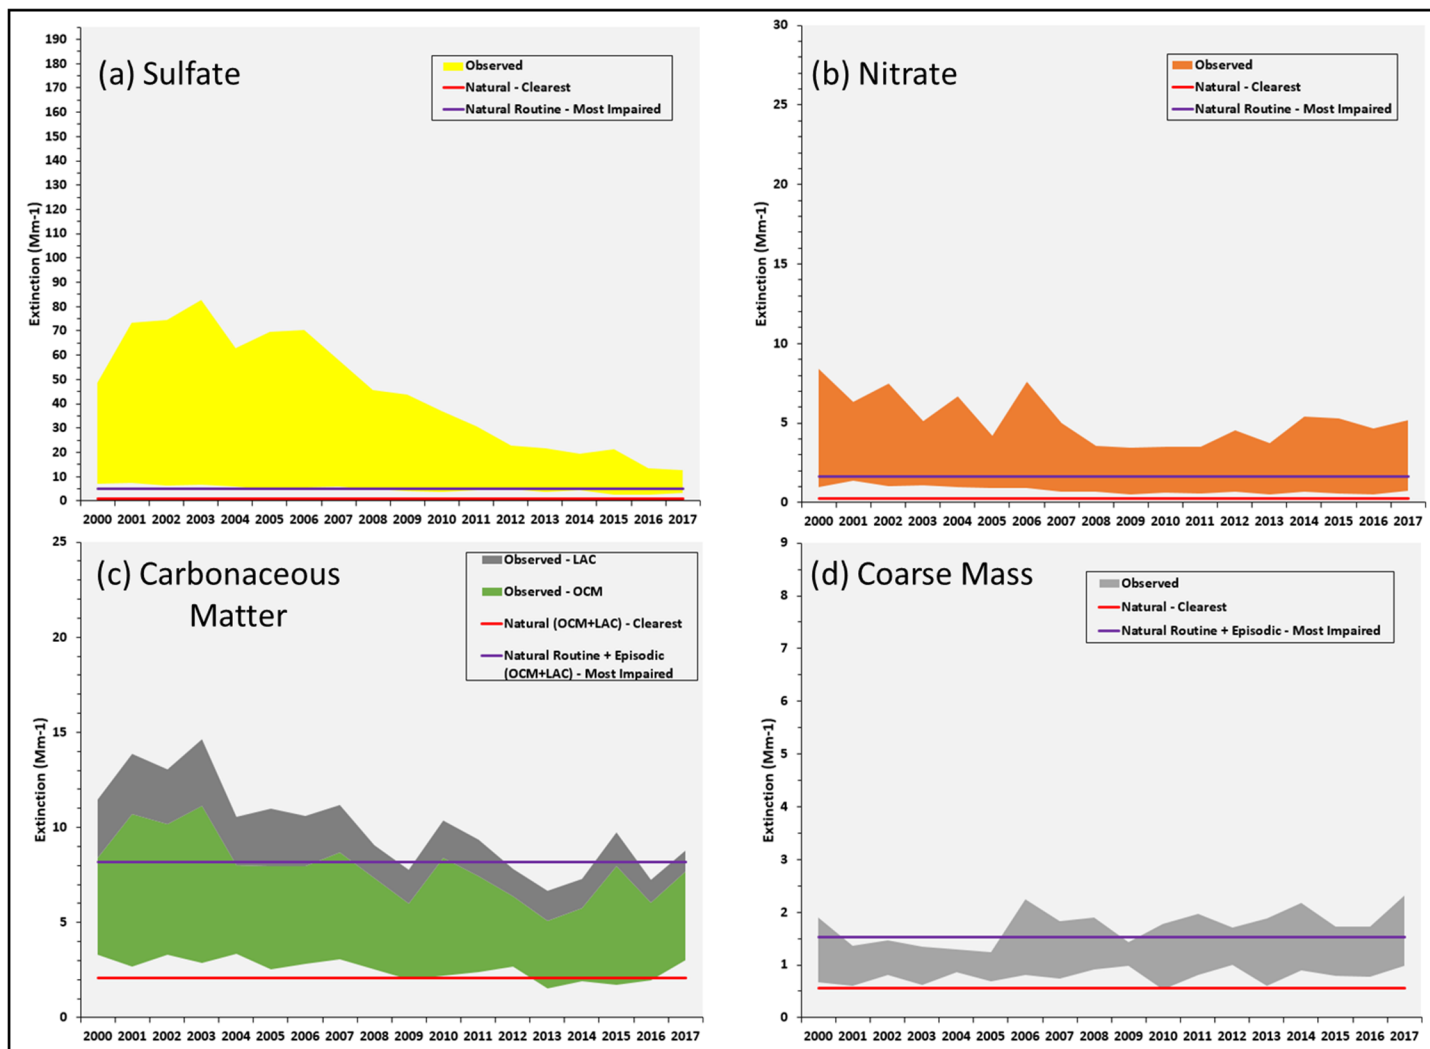 (a) Sulfate
Observed
Natural - Clearest
Natural Routine - Most Impaired
Extinction (Mm-1)
190
180
170
160
150
140
130
120
110
100
90
80
70
60
50
40
30
20
10
0
2000 2001 2002 2003 2004 2005 2006 2007 2008 2009 2010 2011 2012 2013 2014 2015 2016 2017
(b) Nitrate
Observed
Natural - Clearest
Natural Routine - Most Impaired
Extinction (Mm-1)
30
25
20
15
10
5
0
2000 2001 2002 2003 2004 2005 2006 2007 2008 2009 2010 2011 2012 2013 2014 2015 2016 2017
(c) Carbonaceous
Matter
Observed - LAC
Observed - OCM
Natural (OCM+LAC) - Clearest
Natural Routine + Episodic
(OCM+LAC) - Most Impaired
Extinction (Mm-1)
25
20
15
10
5
0
2000 2001 2002 2003 2004 2005 2006 2007 2008 2009 2010 2011 2012 2013 2014 2015 2016 2017
(d) Coarse Mass
Observed
Natural - Clearest
Natural Routine + Episodic - Most Impaired
Extinction (Mm-1)
9
8
7
6
5
4
3
2
1
0
2000 2001 2002 2003 2004 2005 2006 2007 2008 2009 2010 2011 2012 2013 2014 2015 2016 2017